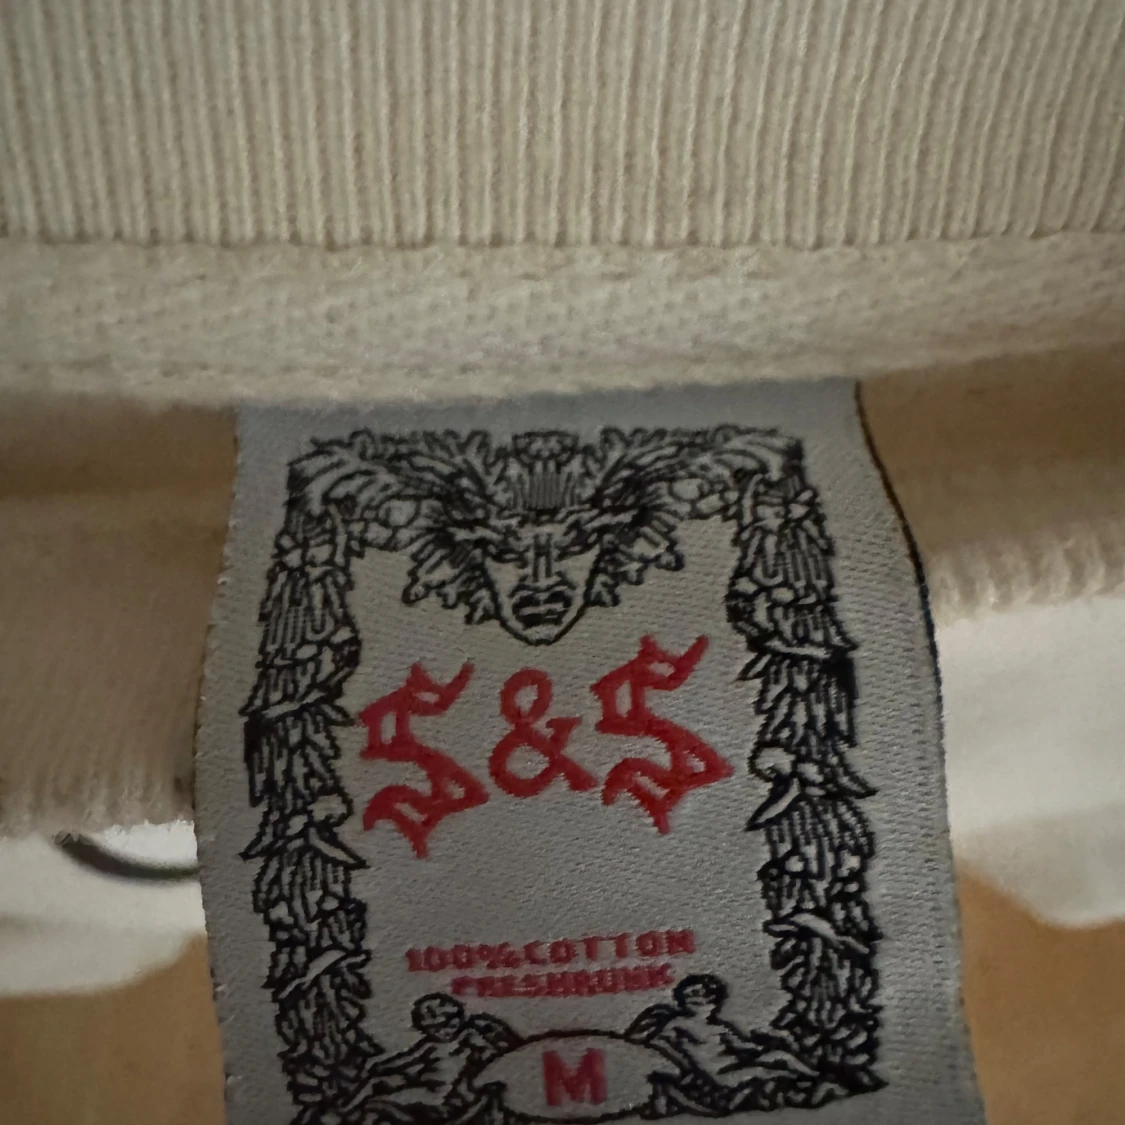 S & S
100% COTTON
PRESHRUNK
M